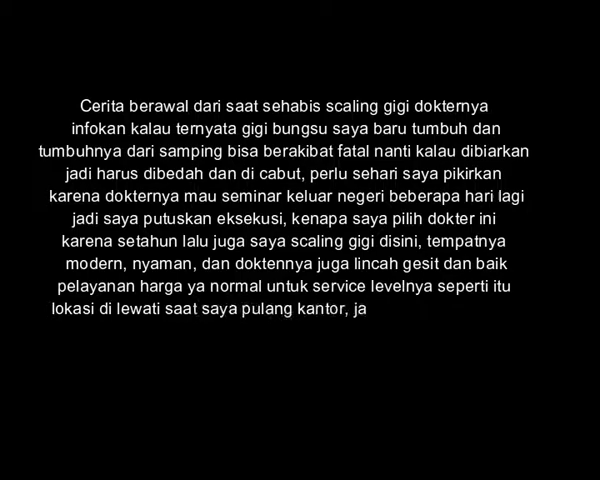 Cerita berawal dari saat sehabis scaling gigi dokternya
infokan kalau ternyata gigi bungsu saya baru tumbuh dan
tumbuhnya dari samping bisa berakibat fatal nanti kalau dibiarkan
jadi harus dibedah dan di cabut, perlu sehari saya pikirkan
karena dokternya mau seminar keluar negeri beberapa hari lagi
jadi saya putuskan eksekusi, kenapa saya pilih dokter ini
karena setahun lalu juga saya scaling gigi disini, tempatnya
modern, nyaman, dan doktennya juga lincah gesit dan baik
pelayanan harga ya normal untuk service levelnya seperti itu
lokasi di lewati saat saya pulang kantor, ja